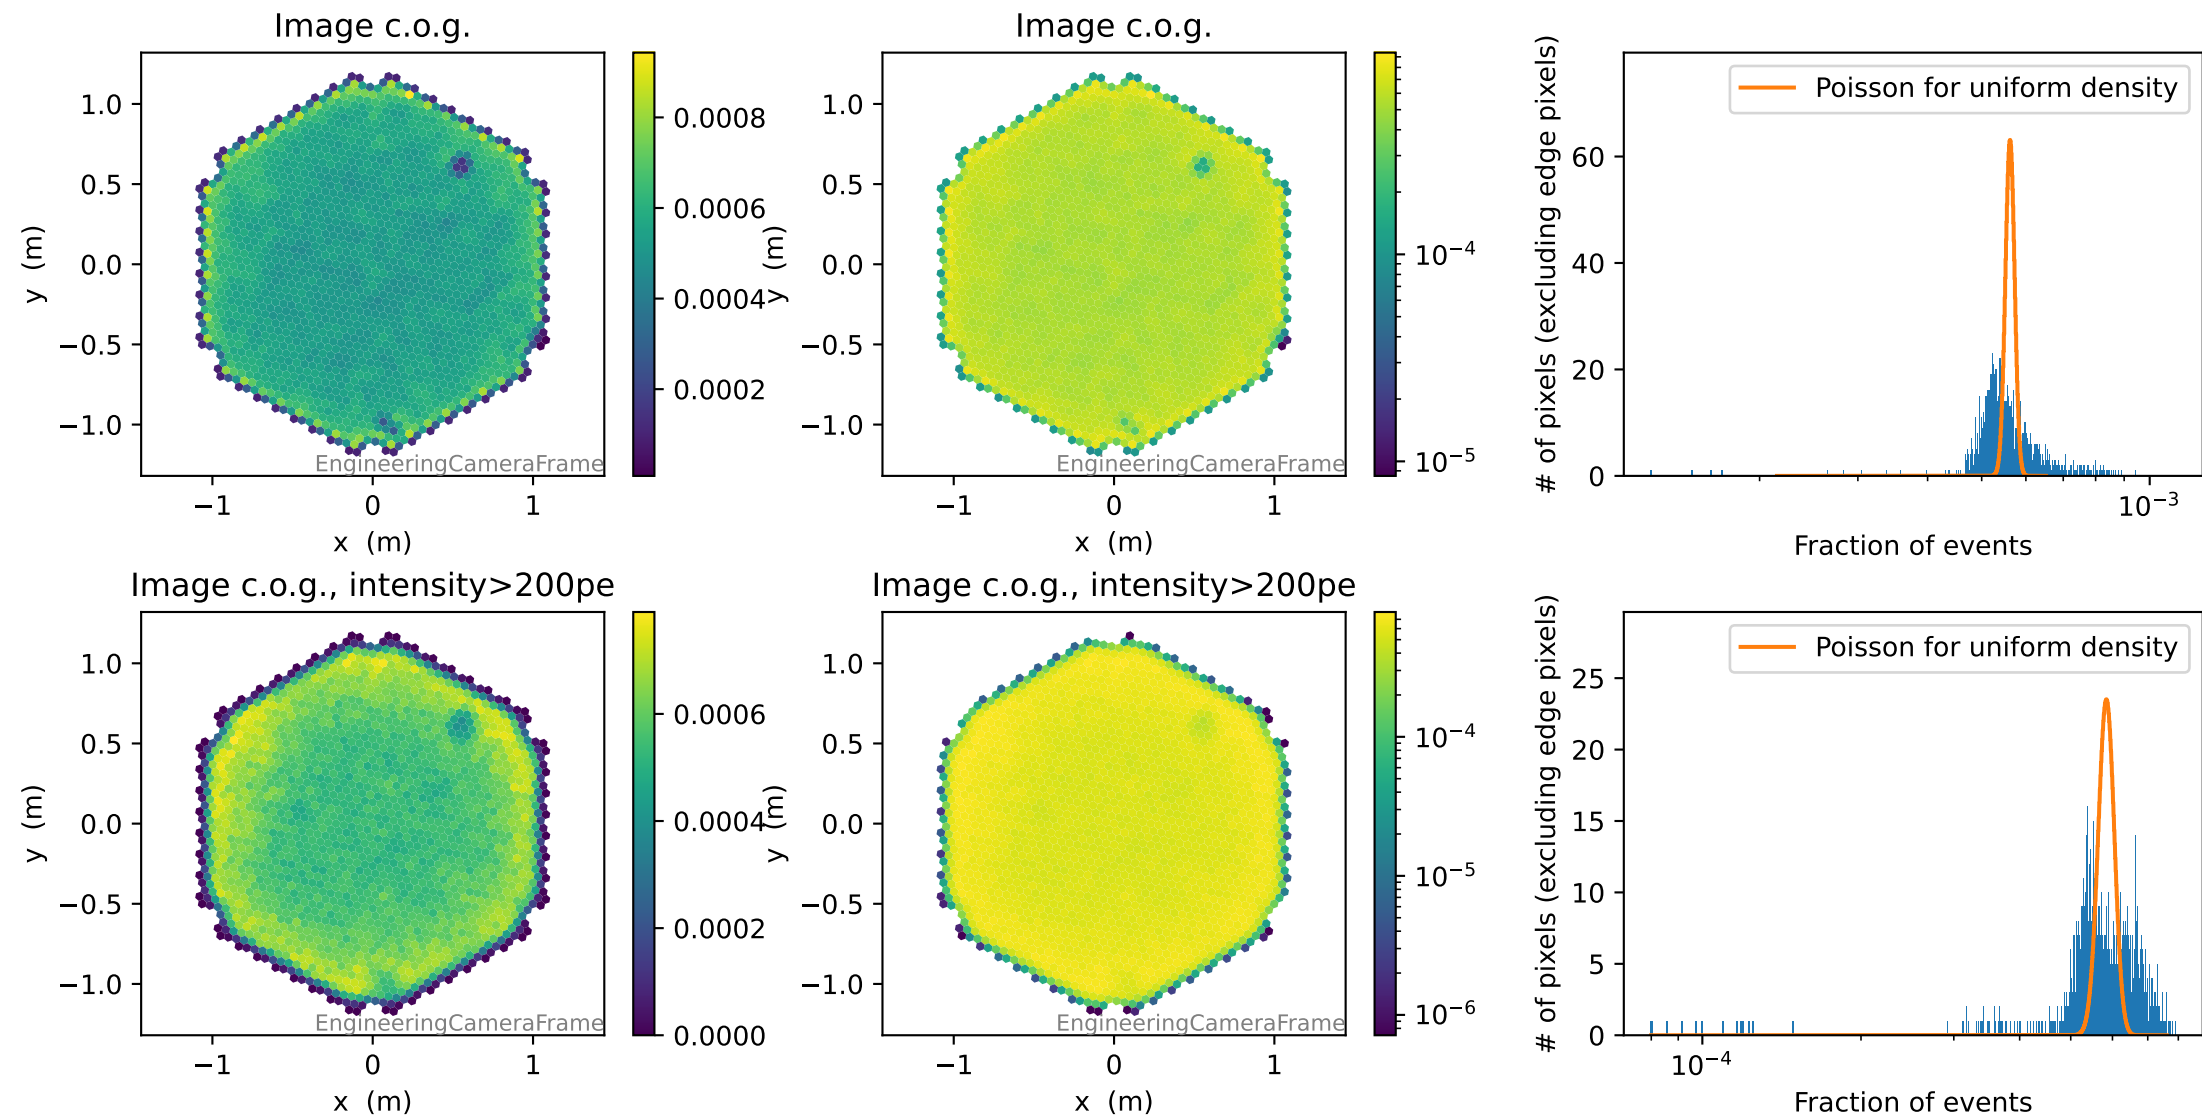 Image c.o.g.
1.0
0.5
0.0
−0.5
−1.0
y (m)
−1
0
1
x (m)
EngineeringCameraFrame
0.0008
0.0006
0.0004
0.0002
Image c.o.g.
1.0
0.5
0.0
−0.5
−1.0
y (m)
−1
0
1
x (m)
EngineeringCameraFrame
10⁻⁴
10⁻⁵
Poisson for uniform density
# of pixels (excluding edge pixels)
60
40
20
0
10⁻³
Fraction of events
Image c.o.g., intensity>200pe
1.0
0.5
0.0
−0.5
−1.0
y (m)
−1
0
1
x (m)
EngineeringCameraFrame
0.0006
0.0004
0.0002
0.0000
Image c.o.g., intensity>200pe
1.0
0.5
0.0
−0.5
−1.0
y (m)
−1
0
1
x (m)
EngineeringCameraFrame
10⁻⁴
10⁻⁵
10⁻⁶
Poisson for uniform density
# of pixels (excluding edge pixels)
25
20
15
10
5
0
10⁻⁴
Fraction of events